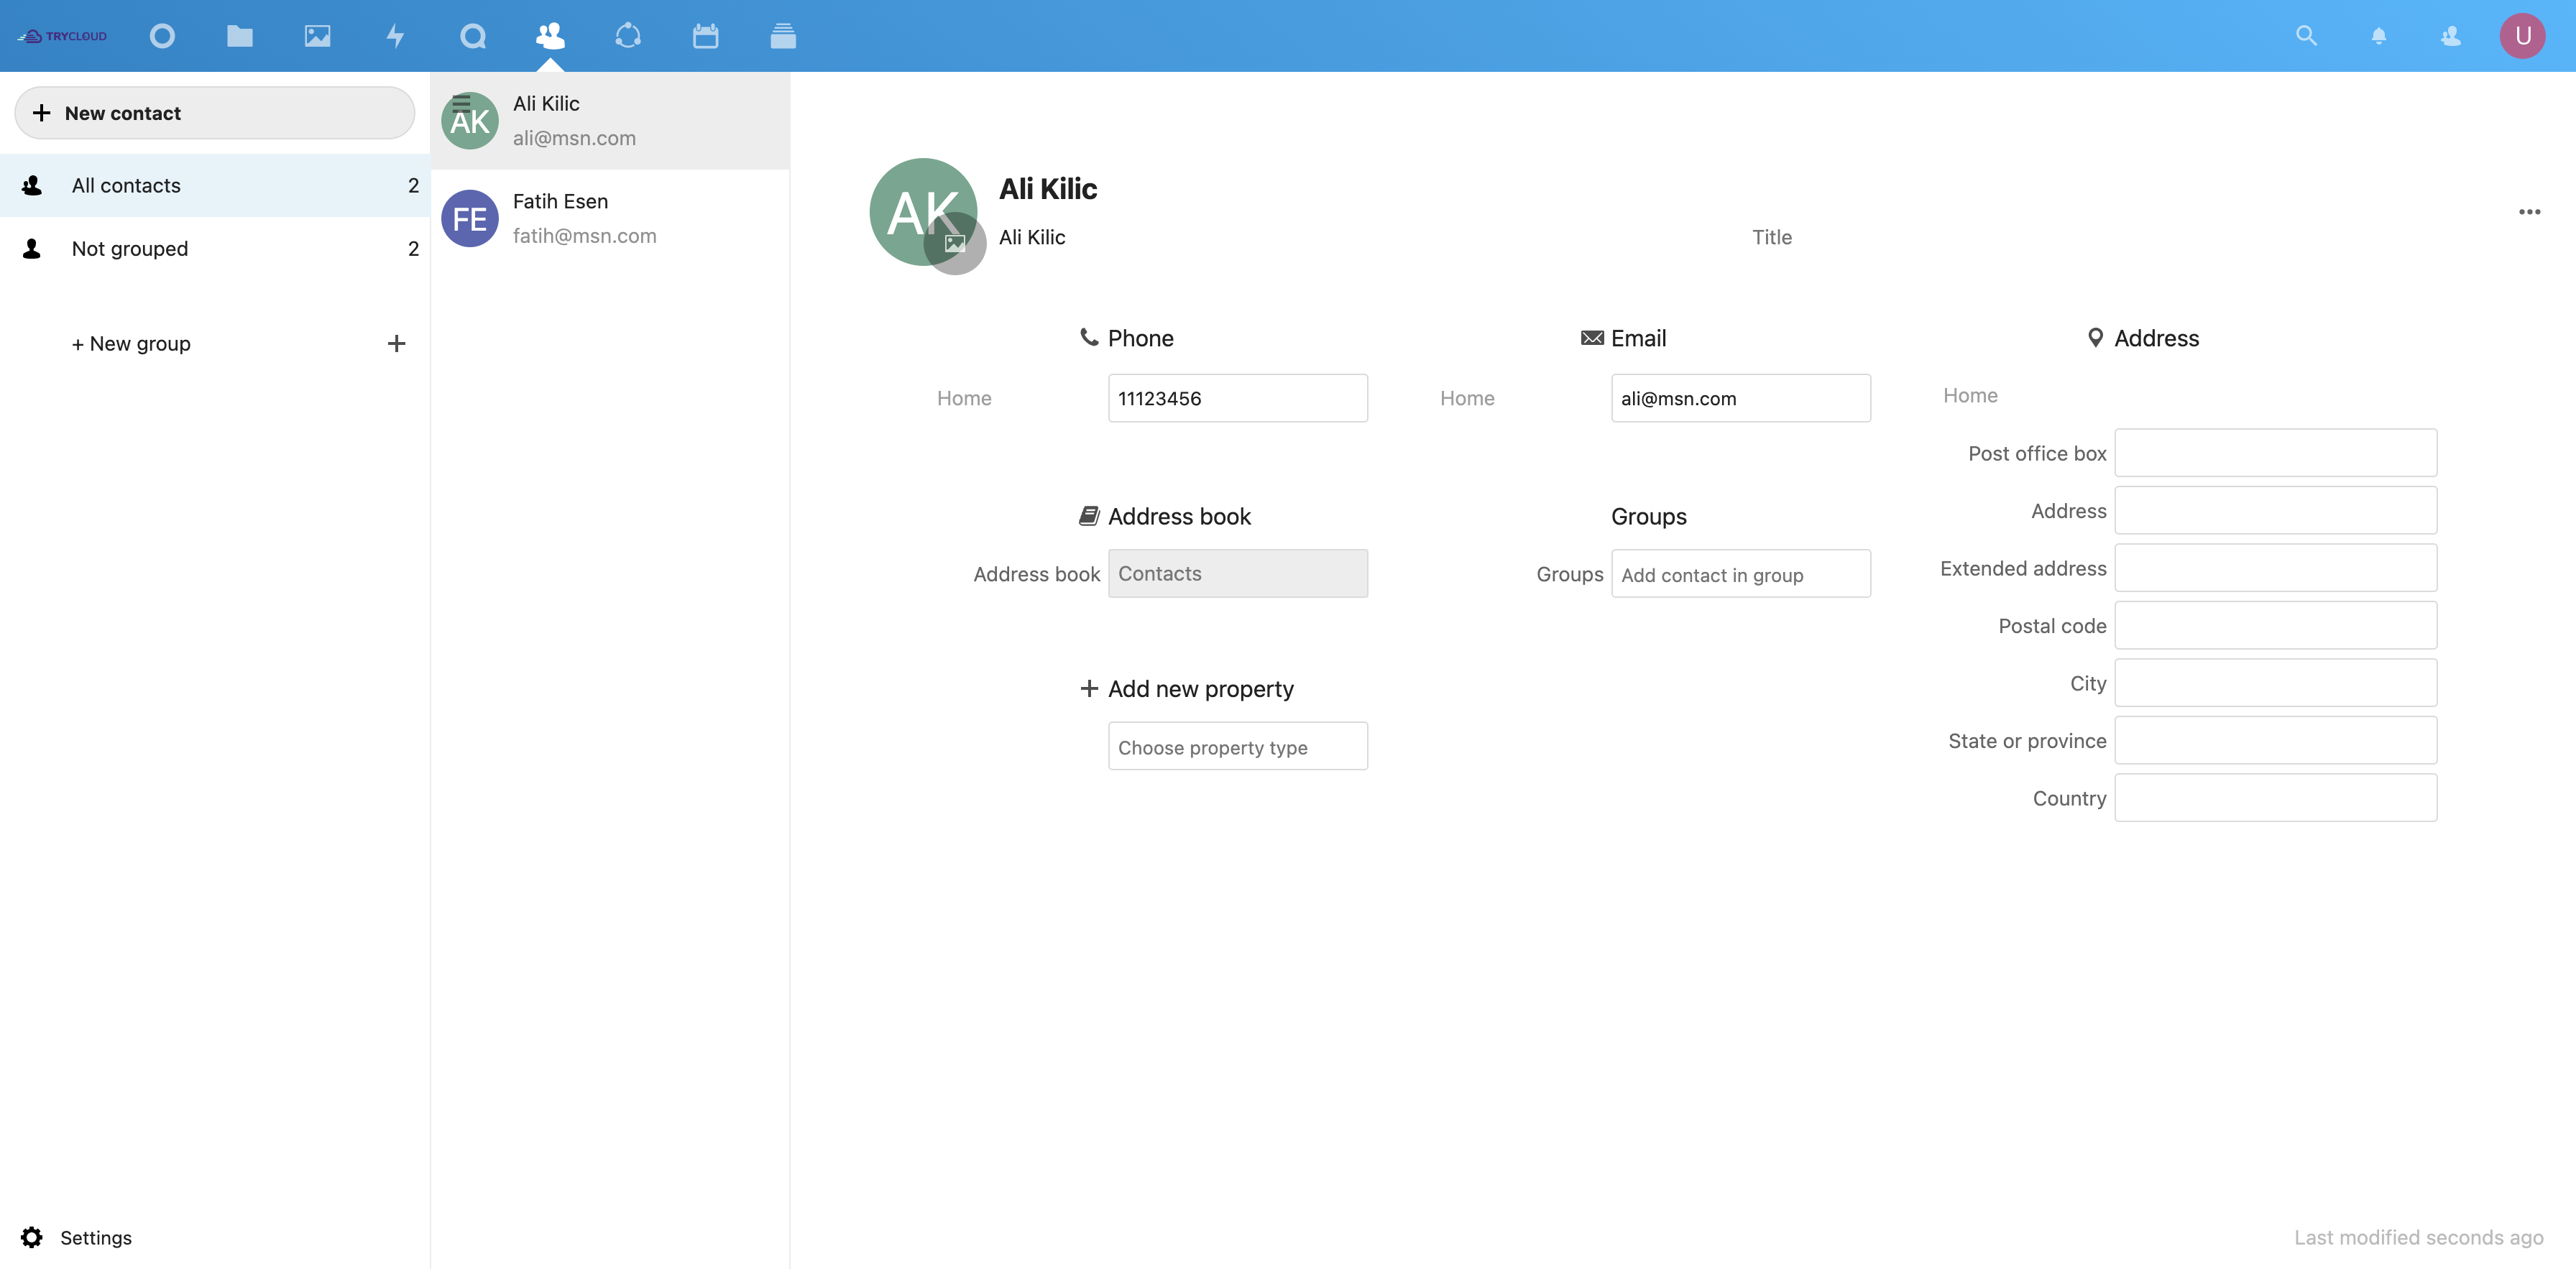 TRYCLOUD
U
New contact
All contacts 2
Not grouped 2
+ New group
Settings
AK
Ali Kilic
ali@msn.com
FE
Fatih Esen
fatih@msn.com
AK
Ali Kilic
Ali Kilic
Title
Phone
Home
11123456
Email
Home
ali@msn.com
Address
Home
Post office box
Address
Extended address
Postal code
City
State or province
Country
Address book
Address book
Contacts
Groups
Groups
Add contact in group
Add new property
Choose property type
Last modified seconds ago